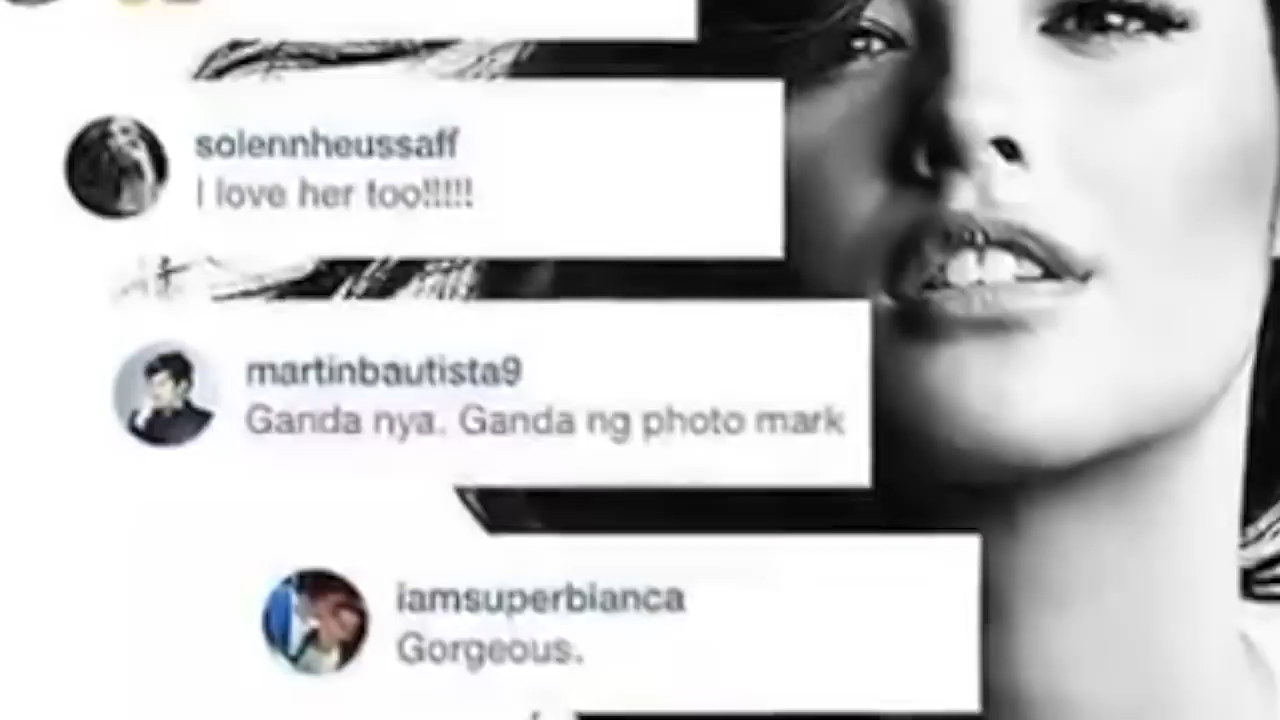 solennheussaff
I love her too!!!!!
martinbautista9
Ganda nya. Ganda ng photo mark
iamsuperbianca
Gorgeous.